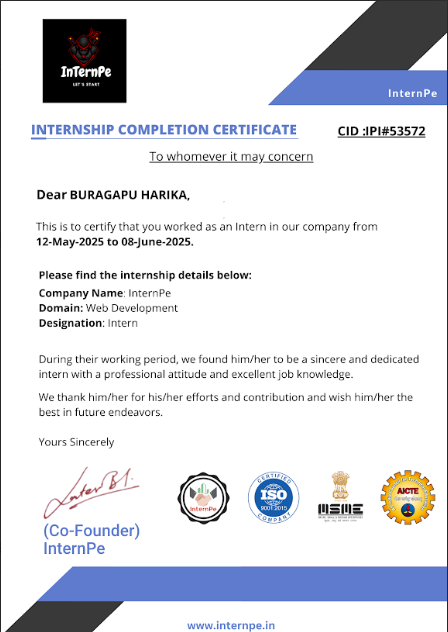 InTernPe
LET'S START
InternPe
INTERNSHIP COMPLETION CERTIFICATE
CID :IPI#53572
To whomever it may concern
Dear BURAGAPU HARIKA,
This is to certify that you worked as an Intern in our company from
12-May-2025 to 08-June-2025.
Please find the internship details below:
Company Name: InternPe
Domain: Web Development
Designation: Intern
During their working period, we found him/her to be a sincere and dedicated
intern with a professional attitude and excellent job knowledge.
We thank him/her for his/her efforts and contribution and wish him/her the
best in future endeavors.
Yours Sincerely
(Co-Founder)
InternPe
InternPe
CERTIFIED
ISO
9001:2015
COMPANY
MSME
AICTE
www.internpe.in